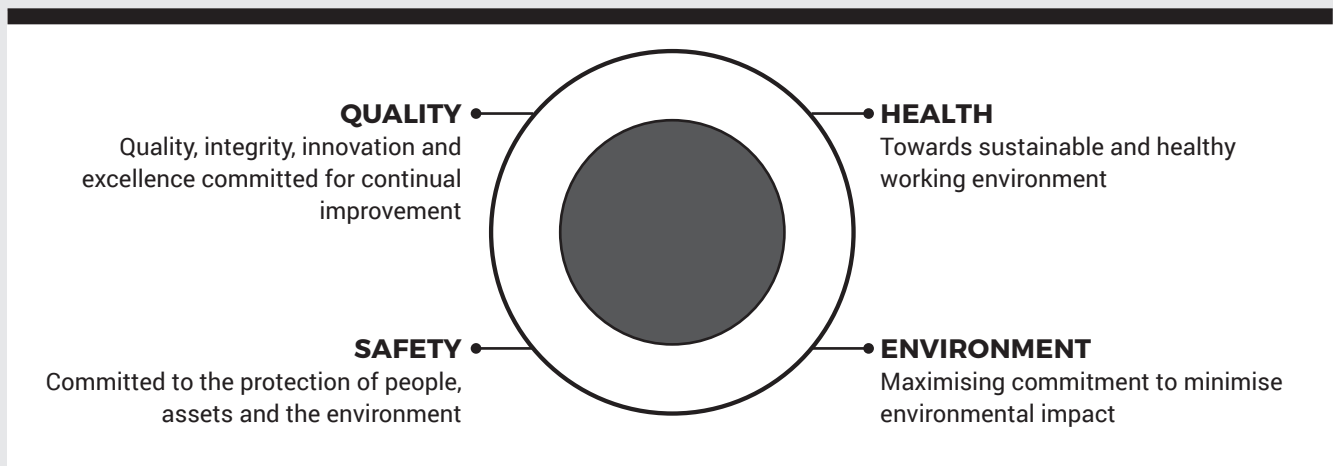 QUALITY
Quality, integrity, innovation and
excellence committed for continual
improvement
HEALTH
Towards sustainable and healthy
working environment
SAFETY
Committed to the protection of people,
assets and the environment
ENVIRONMENT
Maximising commitment to minimise
environmental impact